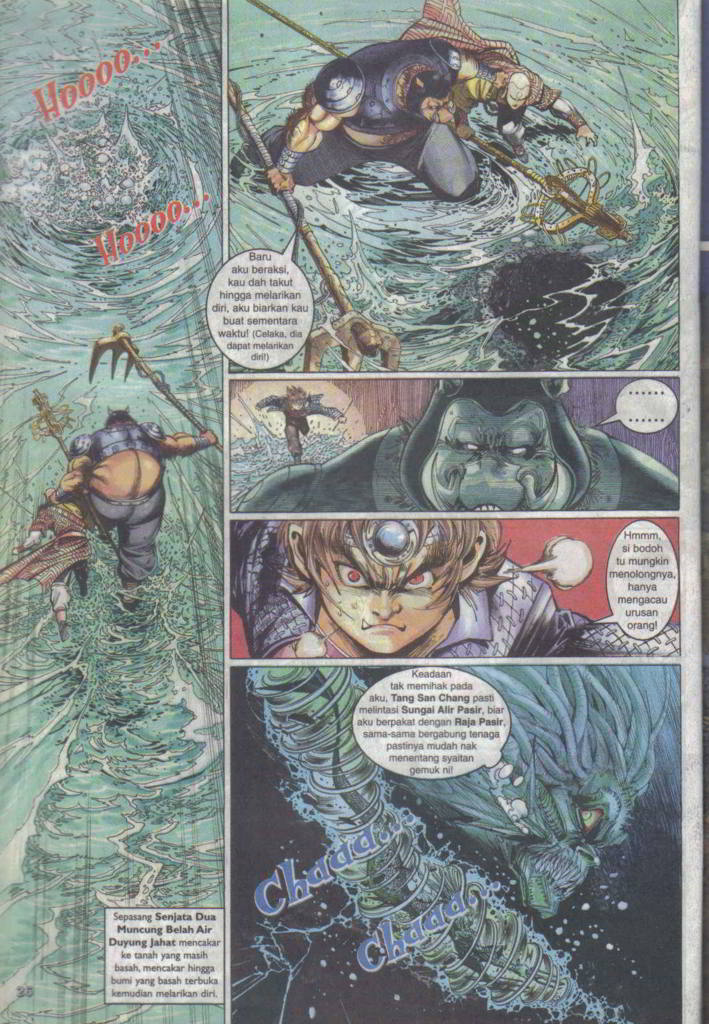 Hoooo...
Hoooo...
Sepasang Senjata Dua
Muncung Belah Air
Duyung Jahat mencakar
ke tanah yang masih
basah, mencakar hingga
bumi yang basah terbuka
kemudian melarikan diri.
Baru
aku beraksi,
kau dah takut
hingga melarikan
diri, aku biarkan kau
buat sementara
waktu! (Celaka, dia
dapat melarikan
diri!)
......
......
Hmmm,
si bodoh
tu mungkin
menolongnya,
hanya
mengacau
urusan
orang!
Keadaan
tak memihak pada
aku, Tang San Chang pasti
melintasi Sungai Alir Pasir, biar
aku berpakat dengan Raja Pasir,
sama-sama bergabung tenaga
pastinya mudah nak
menentang syaitan
gemuk ni!
Chaaa...
Chaaa...
26